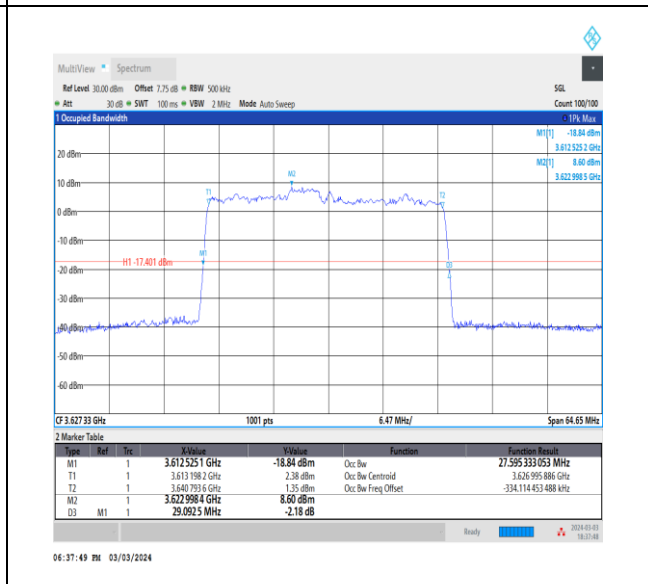 MultiView Spectrum
Ref Level 30.00 dBm Offset 7.75 dB RBW 500 kHz SGL
Att 30 dB SWT 100 ms VBW 2 MHz Mode Auto Sweep Count 100/100
1 Occupied Bandwidth 1Pk Max
M1[1] -18.84 dBm
3.612 525 2 GHz
M2[1] 8.60 dBm
3.622 998 5 GHz
20 dBm
M2
10 dBm
T1 T2
0 dBm
-10 dBm
M1
H1 -17.401 dBm
D3
-20 dBm
-30 dBm
-40 dBm
-50 dBm
-60 dBm
CF 3.627 33 GHz 1001 pts 6.47 MHz/ Span 64.65 MHz
2 Marker Table
Type Ref Trc X-Value Y-Value Function Function Result
M1 1 3.612 525 1 GHz -18.84 dBm Occ Bw 27.595 333 053 MHz
T1 1 3.613 198 2 GHz 2.38 dBm Occ Bw Centroid 3.626 995 886 GHz
T2 1 3.640 793 6 GHz 1.35 dBm Occ Bw Freq Offset -334.114 453 488 kHz
M2 1 3.622 998 4 GHz 8.60 dBm
D3 M1 1 29.092 5 MHz -2.18 dB
Ready 2024-03-03
18:37:48
06:37:49 PM 03/03/2024